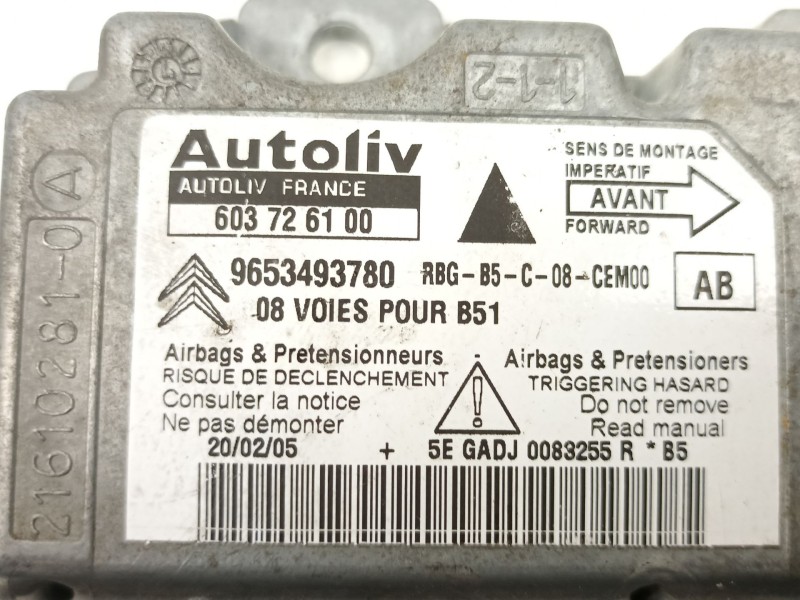 1-1-2
G
21610281-0 A
Autoliv
AUTOLIV FRANCE
603 72 61 00
SENS DE MONTAGE
IMPERATIF
AVANT
FORWARD
9653493780 RBG-B5-C-08-CEM00 AB
08 VOIES POUR B51
Airbags & Pretensionneurs
RISQUE DE DECLENCHEMENT
Consulter la notice
Ne pas démonter
!
Airbags & Pretensioners
TRIGGERING HASARD
Do not remove
Read manual
20/02/05 + 5E GADJ 0083255 R * B5